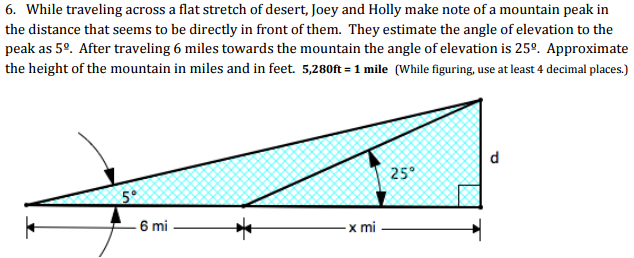 6. While traveling across a flat stretch of desert, Joey and Holly make note of a mountain peak in
the distance that seems to be directly in front of them. They estimate the angle of elevation to the
peak as 5º. After traveling 6 miles towards the mountain the angle of elevation is 25º. Approximate
the height of the mountain in miles and in feet. 5,280ft = 1 mile (While figuring, use at least 4 decimal places.)
d
25°
5°
6 mi
x mi